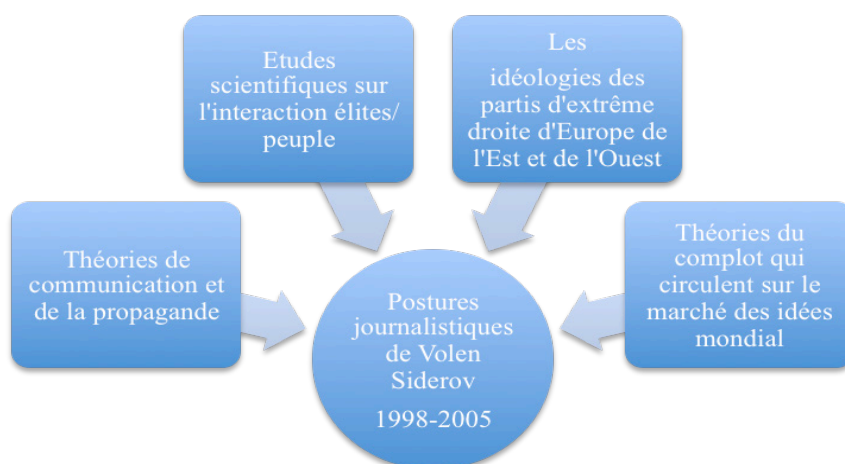 Etudes
scientifiques sur
l'interaction élites/
peuple
Les
idéologies des
partis d'extrême
droite d'Europe de
l'Est et de l'Ouest
Théories de
communication et
de la propagande
Théories du
complot qui
circulent sur le
marché des idées
mondial
Postures
journalistiques
de Volen
Siderov
1998-2005